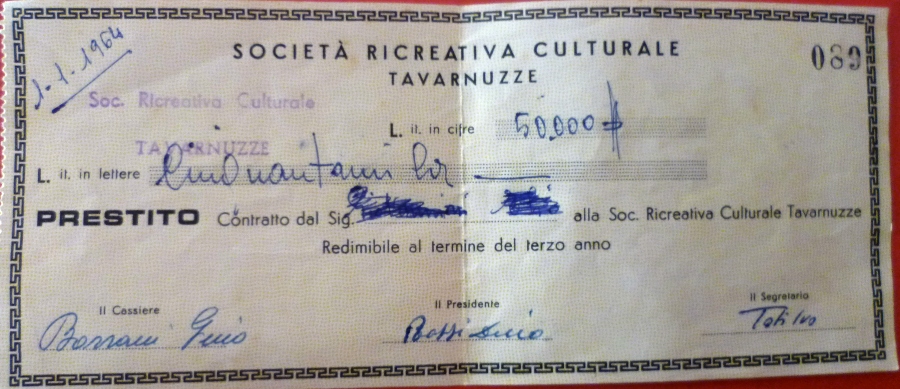 1-1-1964
SOCIETÀ RICREATIVA CULTURALE
TAVARNUZZE
089
Soc. Ricreativa Culturale
TAVARNUZZE
L. it. in cifre 50,000
L. it. in lettere
PRESTITO Contratto dal Sig. alla Soc. Ricreativa Culturale Tavarnuzze
Redimibile al termine del terzo anno
Il Cassiere Il Presidente Il Segretario
Gino